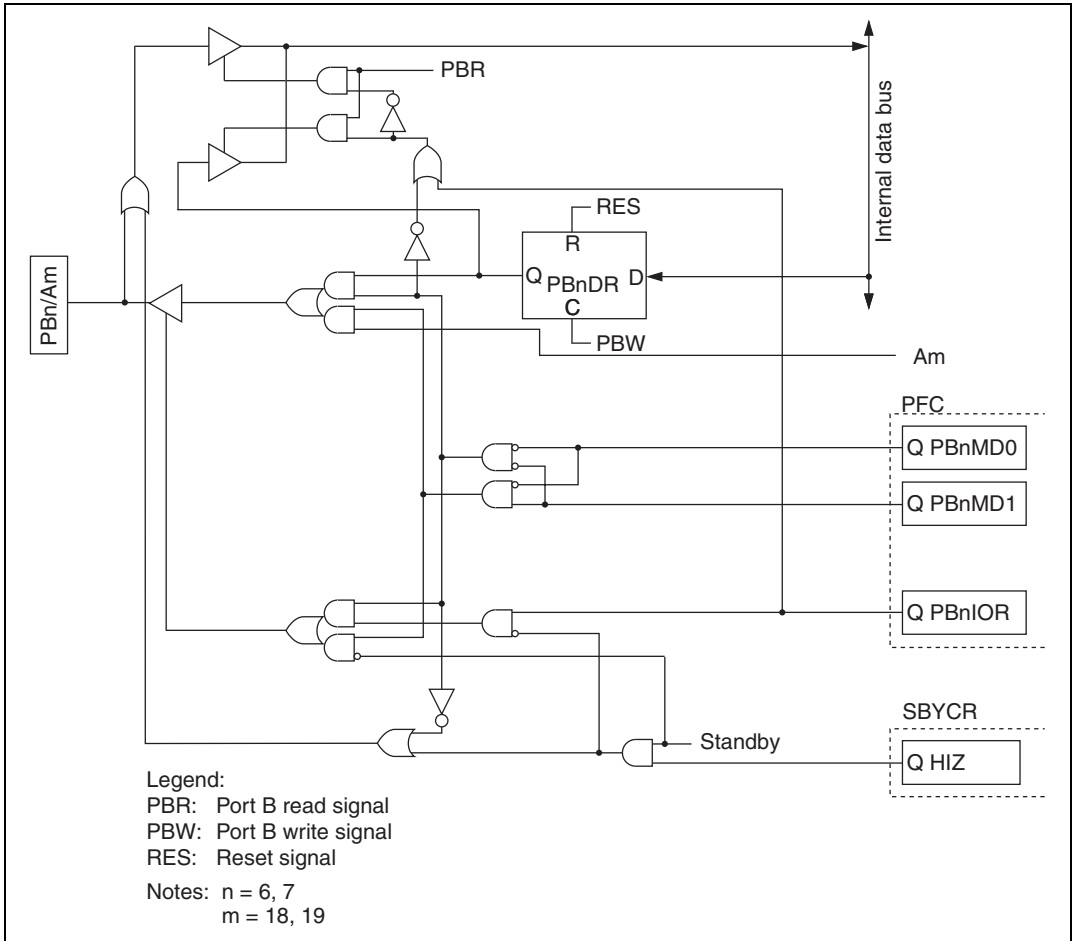 PBR
Internal data bus
RES
R
Q
PBnDR
D
C
PBW
PBn/Am
Am
PFC
Q PBnMD0
Q PBnMD1
Q PBnIOR
SBYCR
Standby
Q HIZ
Legend:
PBR: Port B read signal
PBW: Port B write signal
RES: Reset signal
Notes: n = 6, 7
m = 18, 19